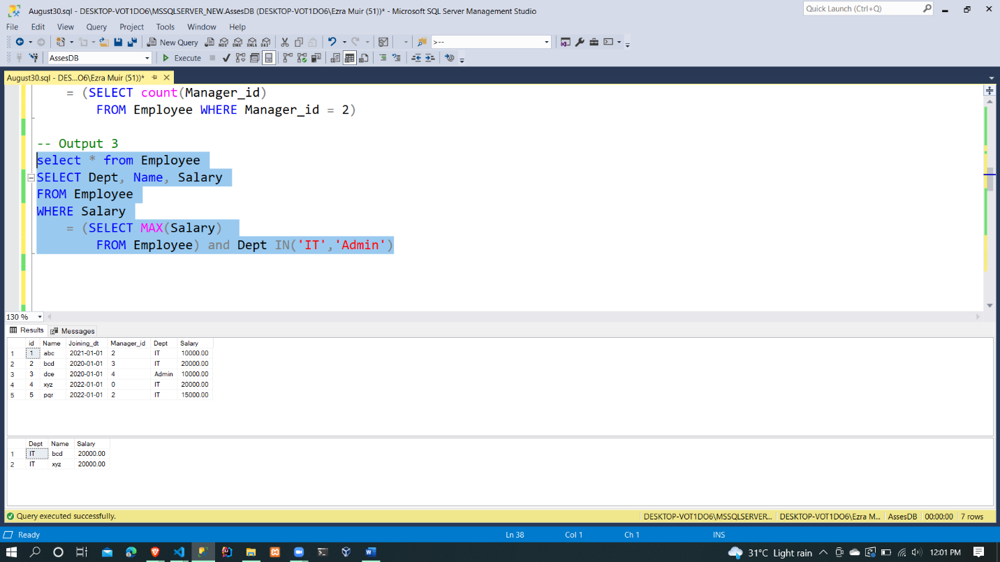 August30.sql - DESKTOP-VOT1DO6\MSSQLSERVER_NEW.AssesDB (DESKTOP-VOT1DO6\Ezra Muir (51))* - Microsoft SQL Server Management Studio
Quick Launch (Ctrl+Q)
File Edit View Query Project Tools Window Help
New Query MDX DMX XMLA DAX >--
AssesDB Execute
August30.sql - DES...O6\Ezra Muir (51))*
= (SELECT count(Manager_id)
FROM Employee WHERE Manager_id = 2)
-- Output 3
select * from Employee
SELECT Dept, Name, Salary
FROM Employee
WHERE Salary
= (SELECT MAX(Salary)
FROM Employee) and Dept IN('IT','Admin')
130 %
Results Messages
id Name Joining_dt Manager_id Dept Salary
1 1 abc 2021-01-01 2 IT 10000.00
2 2 bcd 2020-01-01 3 IT 20000.00
3 3 dce 2020-01-01 4 Admin 10000.00
4 4 xyz 2022-01-01 0 IT 20000.00
5 5 pqr 2022-01-01 2 IT 15000.00
Dept Name Salary
1 IT bcd 20000.00
2 IT xyz 20000.00
Query executed successfully. DESKTOP-VOT1DO6\MSSQLSERVER... DESKTOP-VOT1DO6\Ezra M... AssesDB 00:00:00 7 rows
Ready Ln 38 Col 1 Ch 1 INS
31°C Light rain 12:01 PM